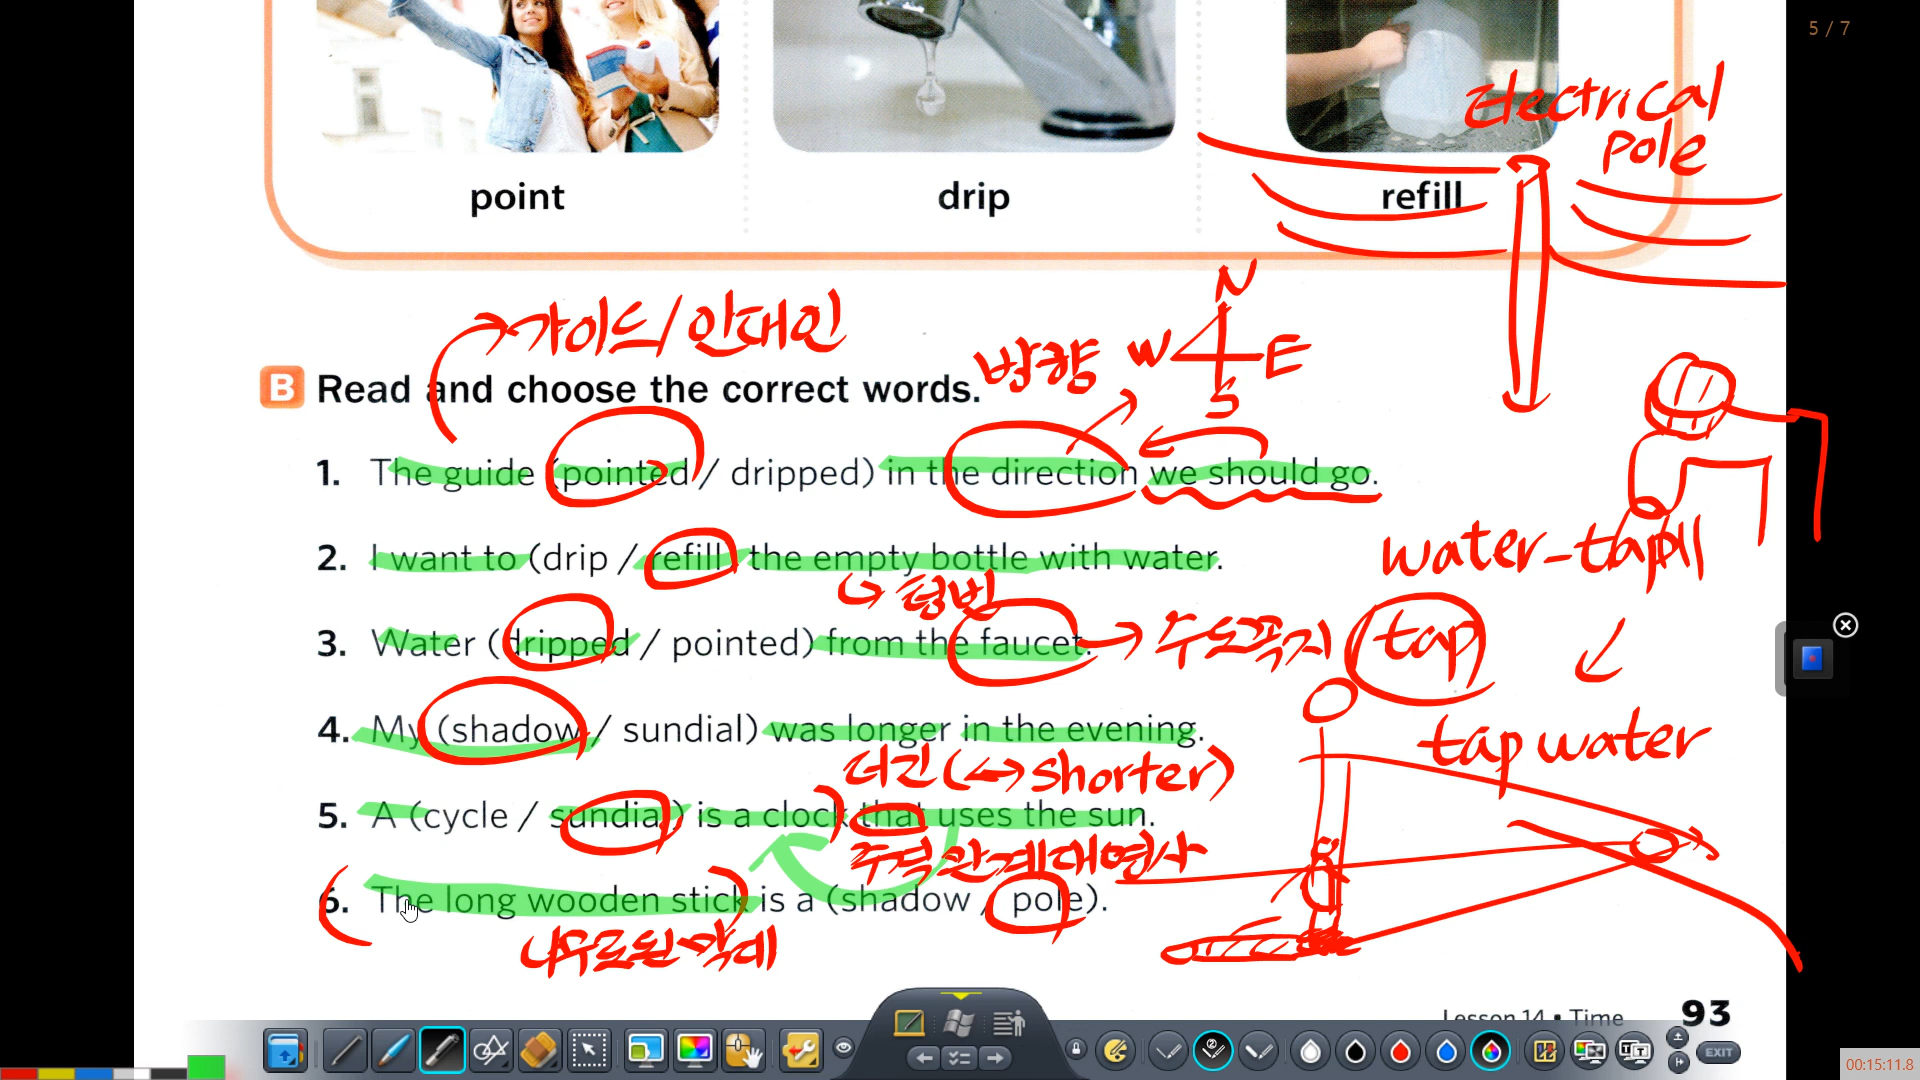 5 / 7
Electrical
pole
point
drip
refill
N
→가이드/안내인
방향 W E
S
B Read and choose the correct words.
1. The guide (pointed / dripped) in the direction we should go.
2. I want to (drip / refill) the empty bottle with water.
water-tap
텅빈
3. Water (dripped / pointed) from the faucet. → 수도꼭지 tap
4. My (shadow / sundial) was longer in the evening.
tap water
더 긴 (↔ shorter)
5. A (cycle / sundial) is a clock that uses the sun.
주격 관계대명사
6. The long wooden stick is a (shadow / pole).
나무로된 막대
Lesson 14 • Time 93
EXIT
00:15:11.8